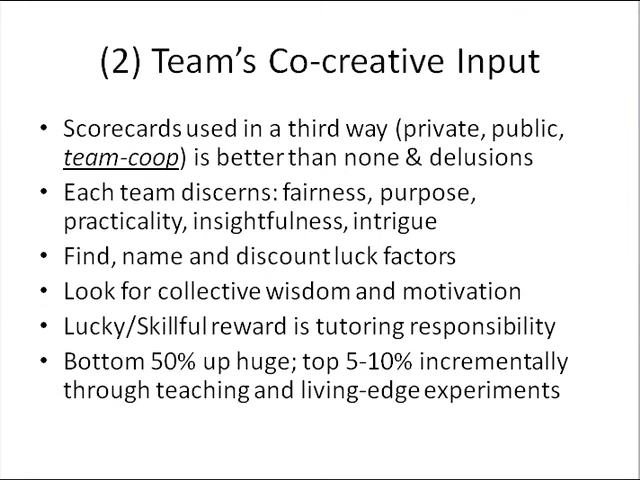 (2) Team's Co-creative Input
• Scorecards used in a third way (private, public,
team-coop) is better than none & delusions
• Each team discerns: fairness, purpose,
practicality, insightfulness, intrigue
• Find, name and discount luck factors
• Look for collective wisdom and motivation
• Lucky/Skillful reward is tutoring responsibility
• Bottom 50% up huge; top 5-10% incrementally
through teaching and living-edge experiments